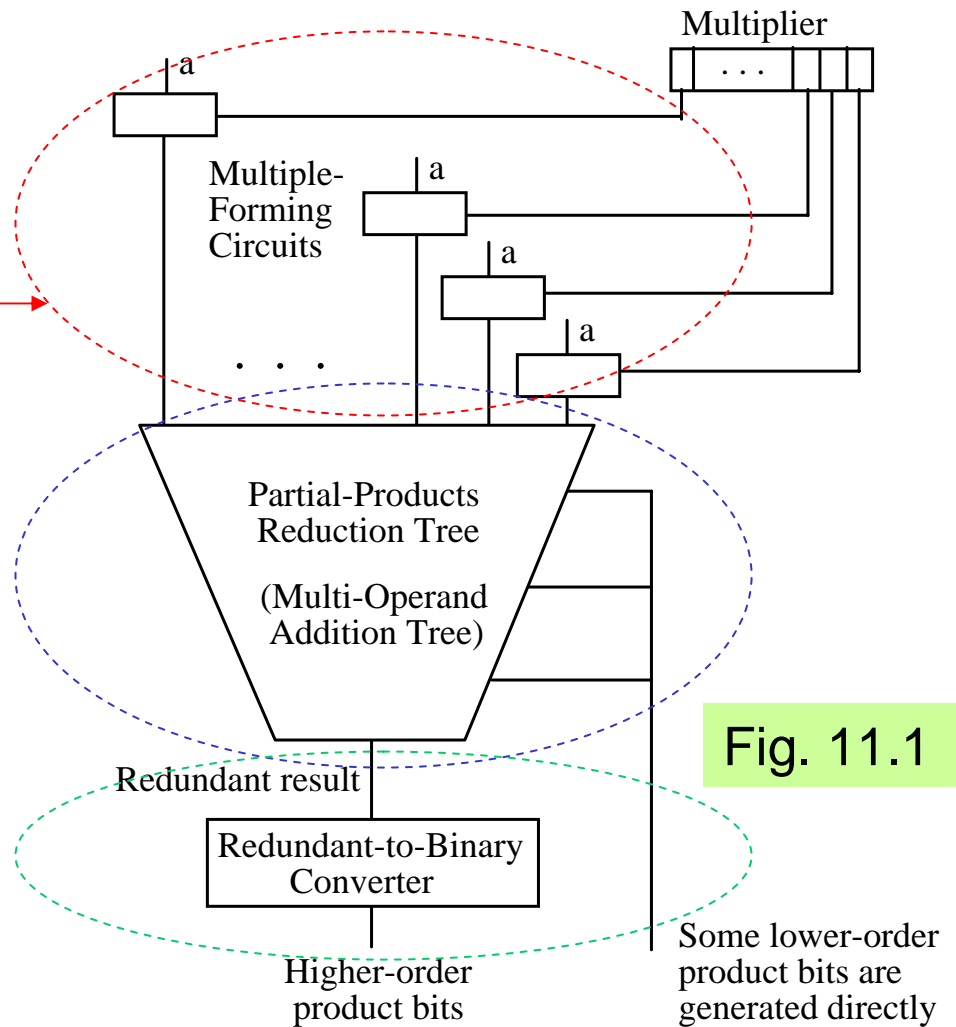 Multiplier
. . .
a
a
Multiple-
Forming
Circuits
a
a
. . .
Partial-Products
Reduction Tree
(Multi-Operand
Addition Tree)
Fig. 11.1
Redundant result
Redundant-to-Binary
Converter
Some lower-order
product bits are
generated directly
Higher-order
product bits